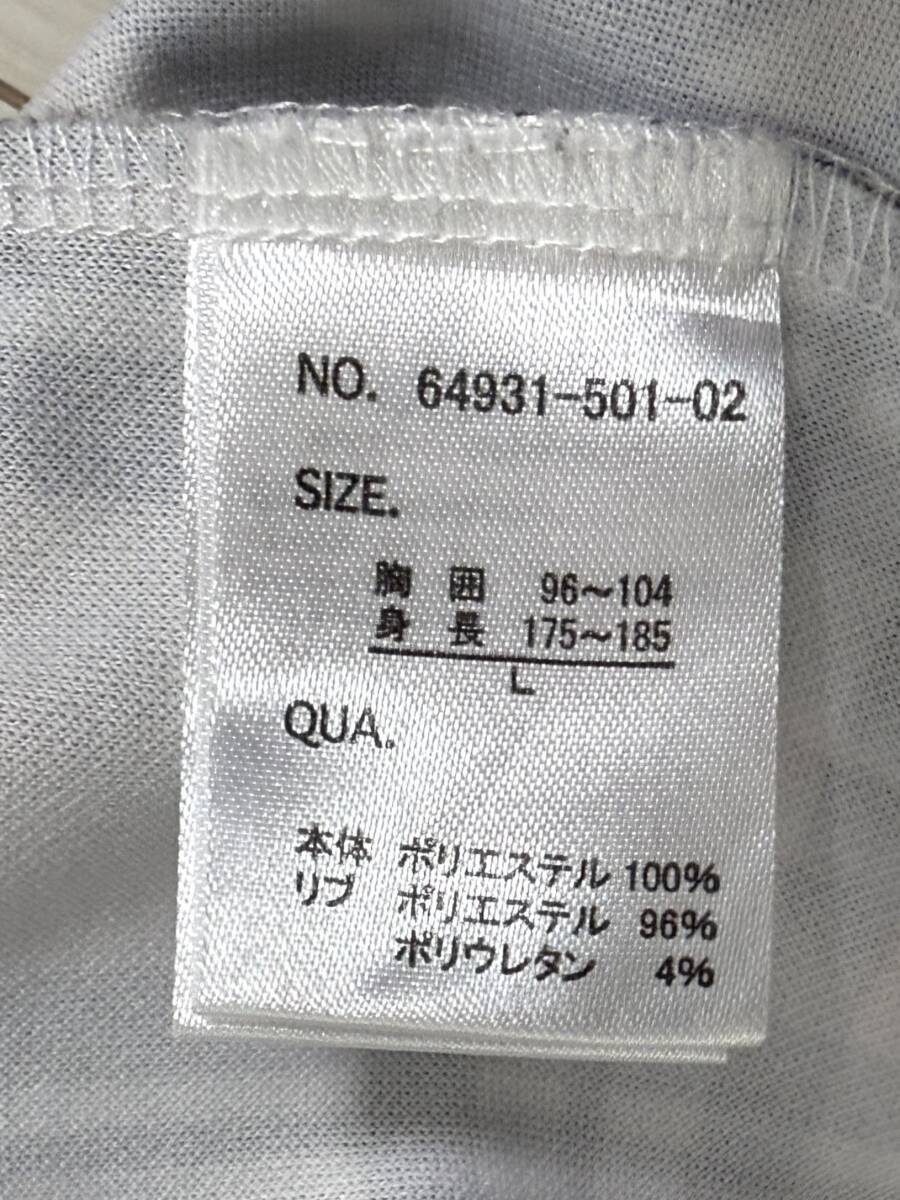 NO. 64931-501-02
SIZE.
胸 囲 96～104
身 長 175～185
L
QUA.
本体 ポリエステル 100%
リブ ポリエステル 96%
ポリウレタン 4%